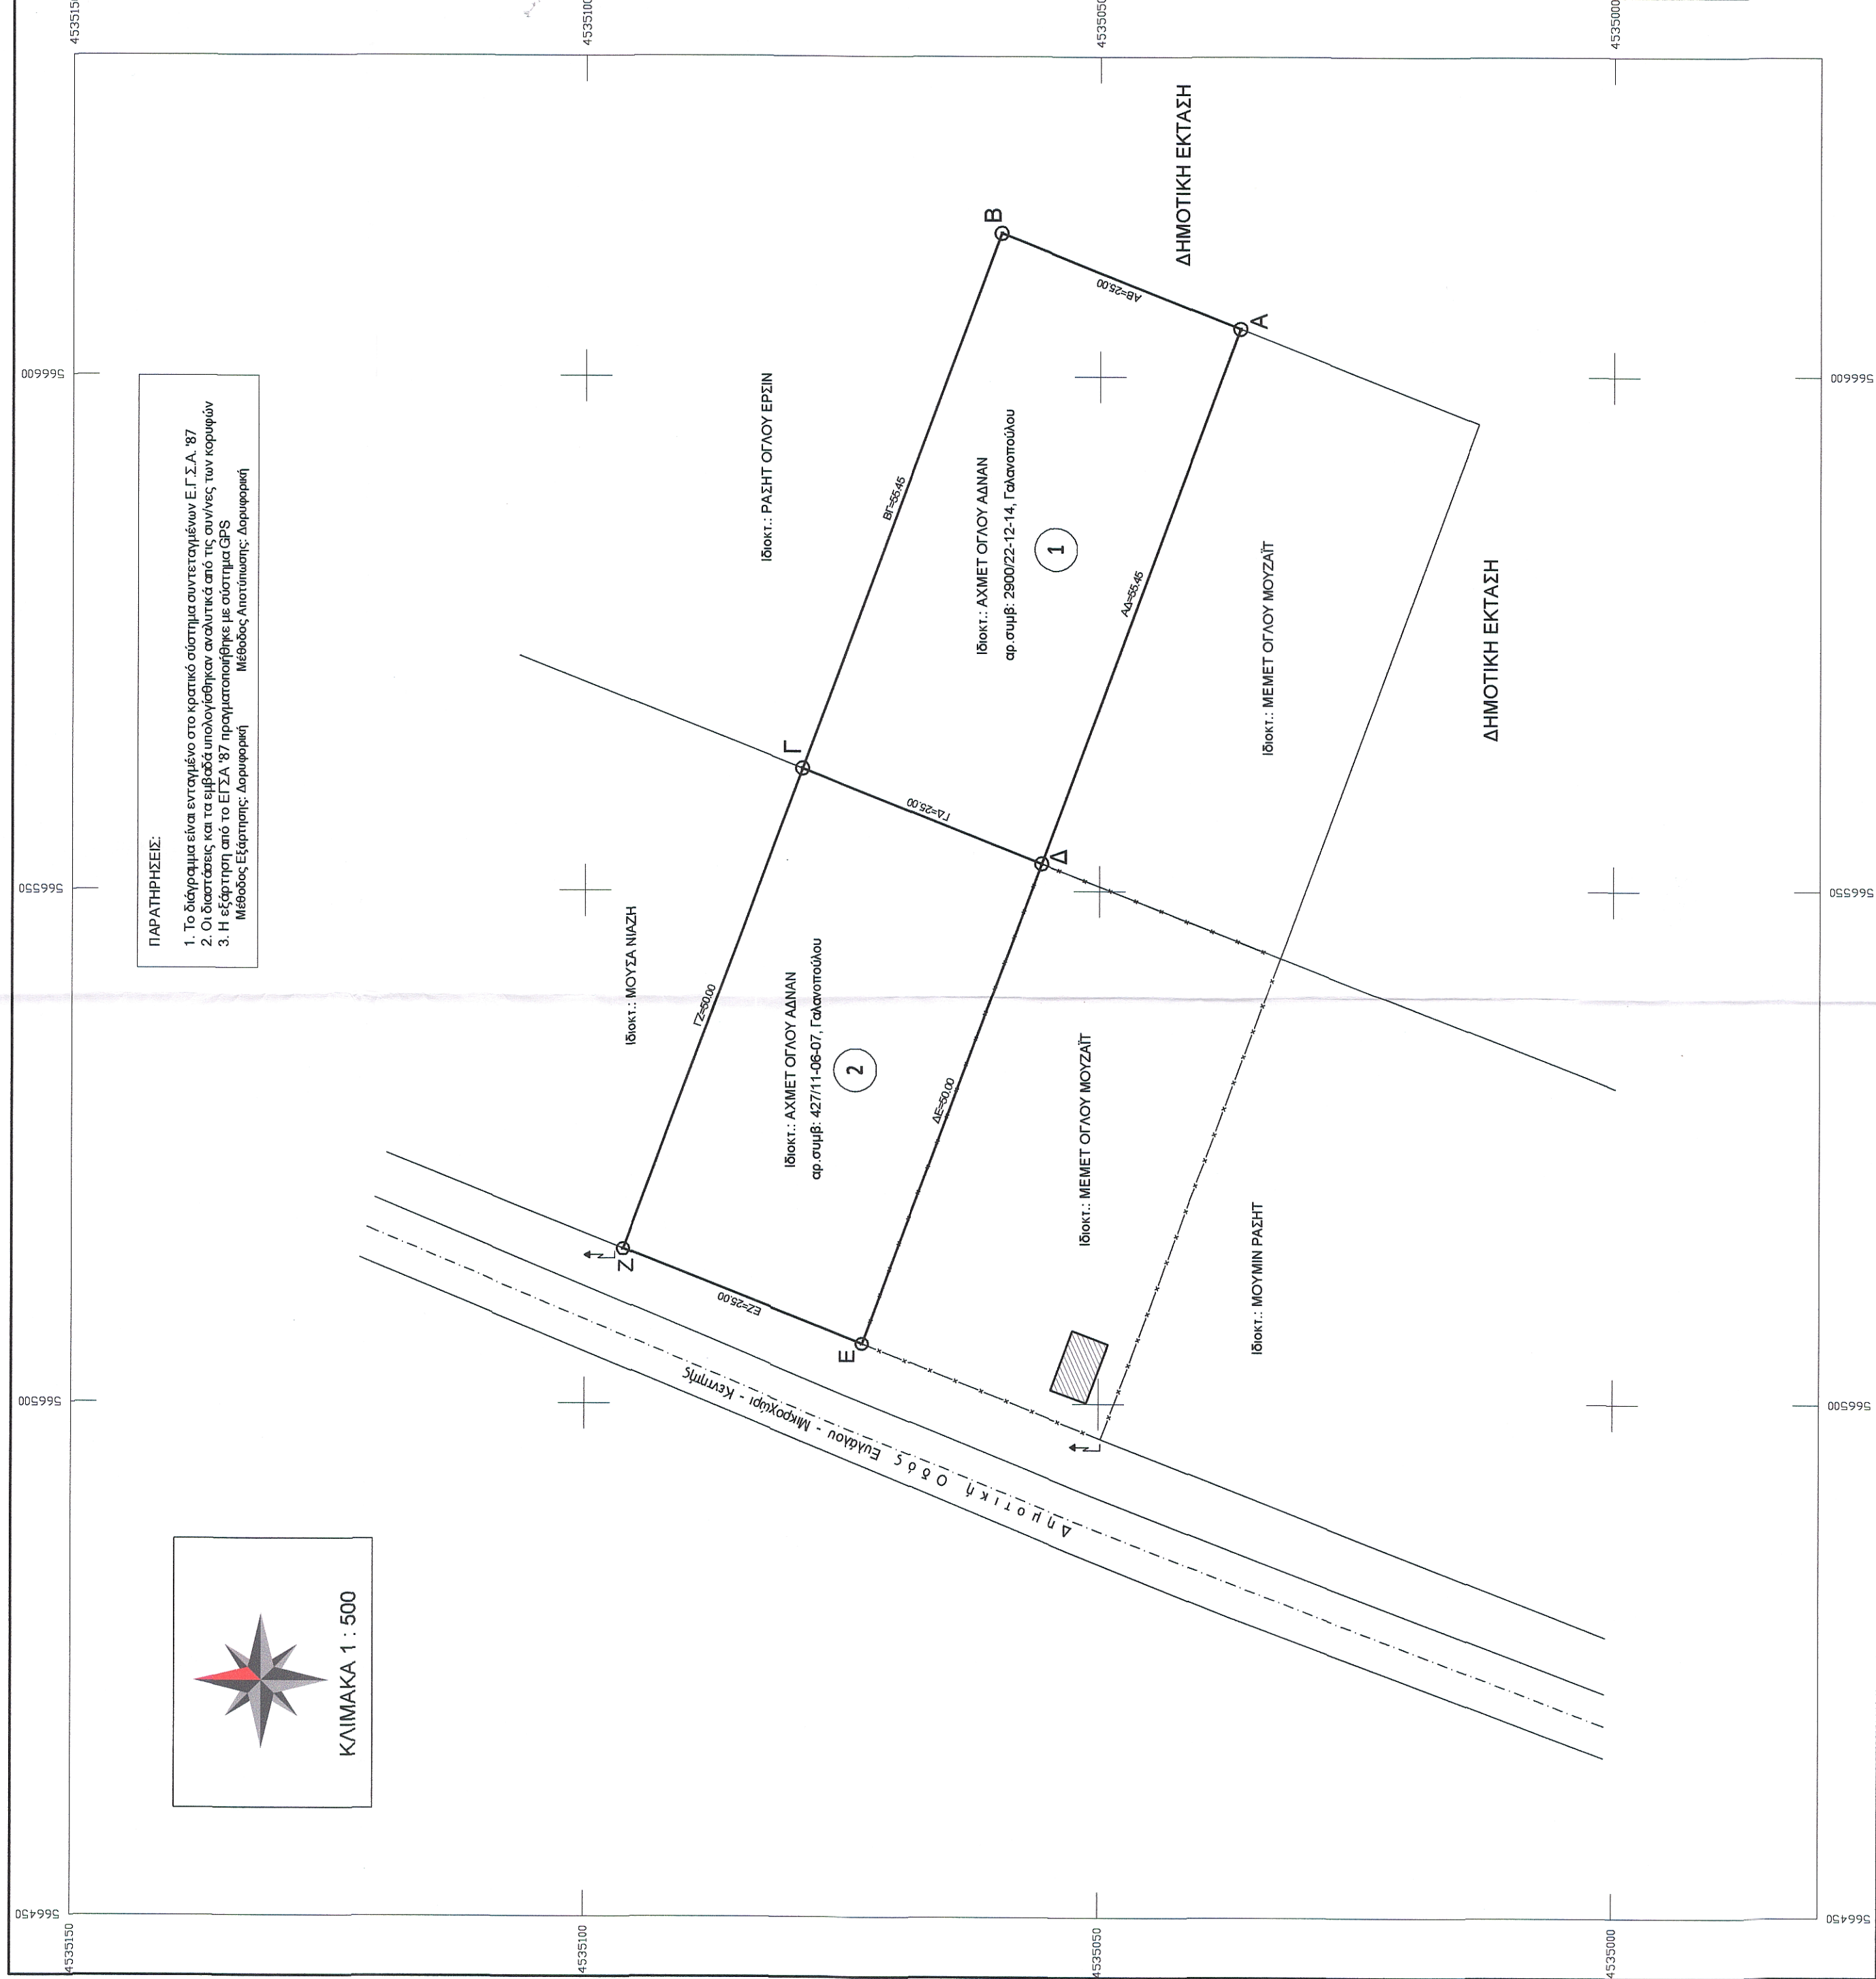 ΠΑΡΑΤΗΡΗΣΕΙΣ:
1. Το διάγραμμα είναι ενταγμένο στο κρατικό σύστημα συντεταγμένων Ε.Γ.Σ.Α. '87
2. Οι διαστάσεις και τα εμβαδά υπολογίσθηκαν αναλυτικά από τις συν/νες των κορυφών
3. Η εξάρτηση από το ΕΓΣΑ '87 πραγματοποιήθηκε με σύστημα GPS
Μέθοδος Εξάρτησης: Δορυφορική Μέθοδος Αποτύπωσης: Δορυφορική
ΚΛΙΜΑΚΑ 1 : 500
4535150
4535100
4535050
4535000
566600
566550
566500
566450
566600
566550
566500
566450
4535150
4535100
4535050
4535000
Ιδιοκτ.: ΜΟΥΣΑ ΝΙΑΖΗ
Ιδιοκτ.: ΡΑΣΗΤ ΟΓΛΟΥ ΕΡΣΙΝ
Ζ
Γ
Β
Α
Δ
Ε
ΓΖ=50.00
ΒΓ=55.45
ΑΒ=25.00
ΓΔ=25.00
ΕΖ=25.00
ΔΕ=50.00
ΑΔ=55.45
Ιδιοκτ.: ΑΧΜΕΤ ΟΓΛΟΥ ΑΔΝΑΝ
αρ.συμβ: 427/11-06-07, Γαλανοπούλου
2
Ιδιοκτ.: ΑΧΜΕΤ ΟΓΛΟΥ ΑΔΝΑΝ
αρ.συμβ: 2900/22-12-14, Γαλανοπούλου
1
Ιδιοκτ.: ΜΕΜΕΤ ΟΓΛΟΥ ΜΟΥΖΑΪΤ
Ιδιοκτ.: ΜΕΜΕΤ ΟΓΛΟΥ ΜΟΥΖΑΪΤ
Ιδιοκτ.: ΜΟΥΜΙΝ ΡΑΣΗΤ
ΔΗΜΟΤΙΚΗ ΕΚΤΑΣΗ
ΔΗΜΟΤΙΚΗ ΕΚΤΑΣΗ
Δημοτική Οδός Ευλάλου - Μικροχώρι - Κεντητής